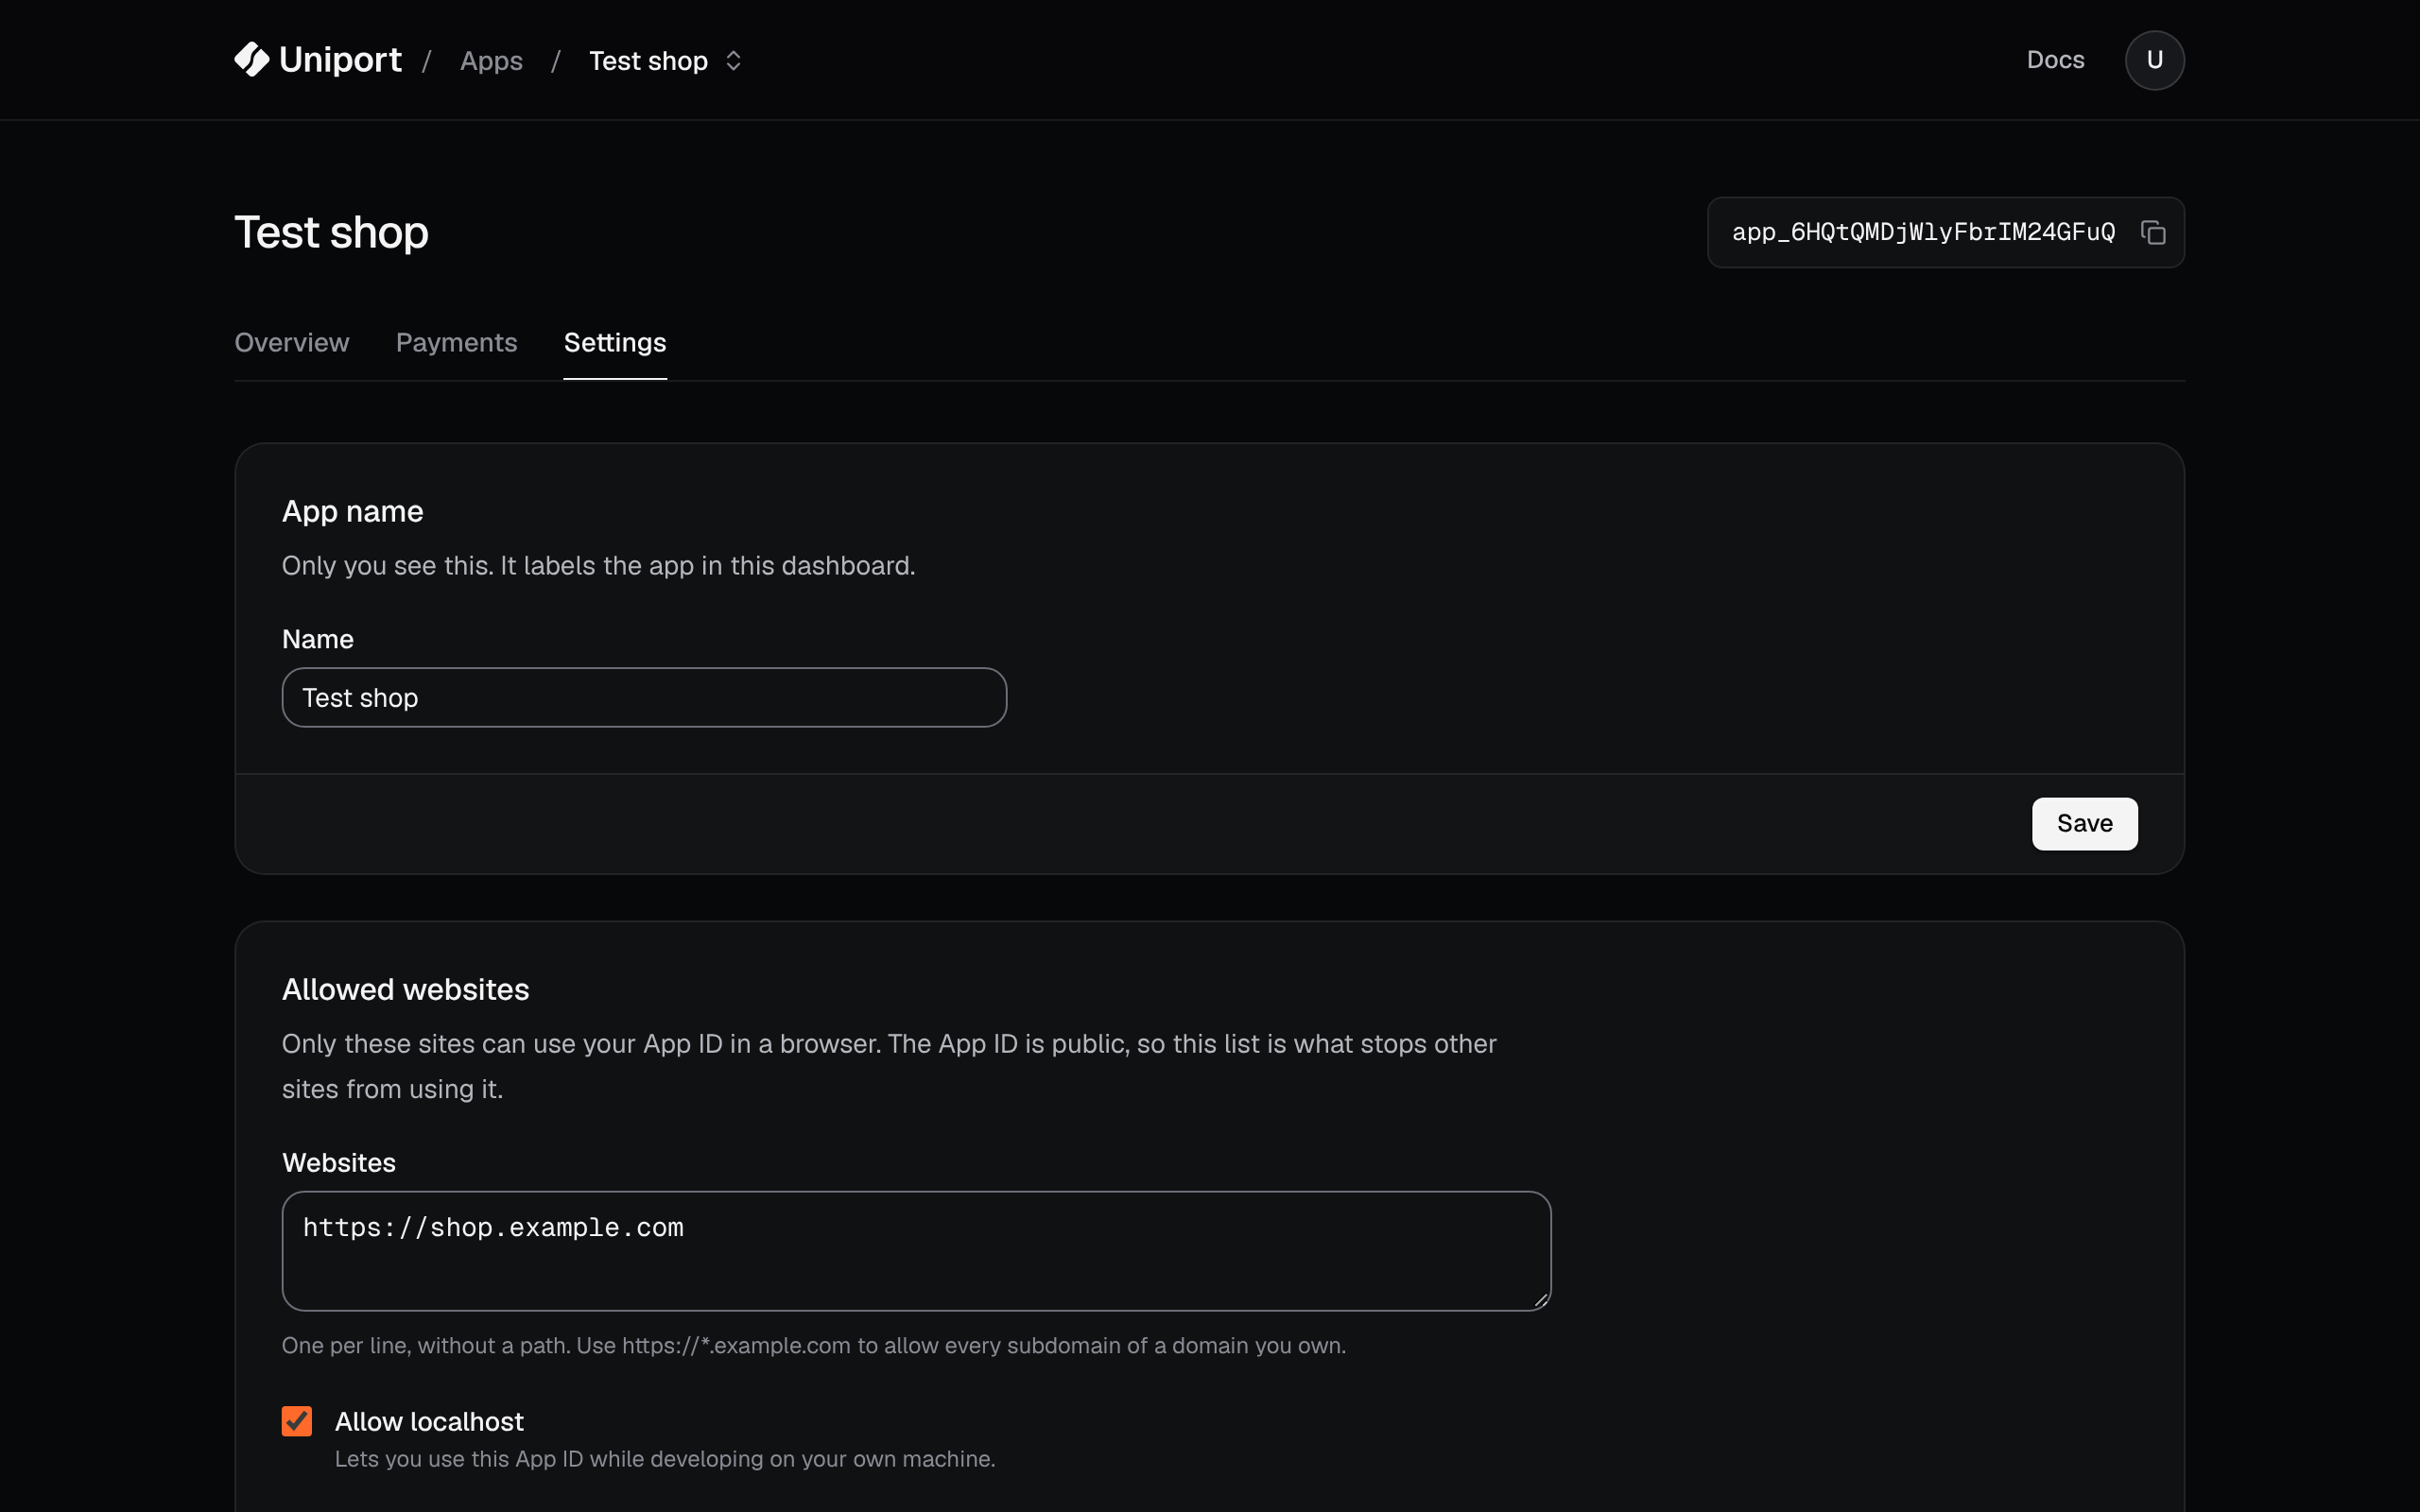 Uniport / Apps / Test shop
Docs
U
Test shop
app_6HQtQMDjWlyFbrIM24GFuQ
Overview
Payments
Settings
App name
Only you see this. It labels the app in this dashboard.
Name
Test shop
Save
Allowed websites
Only these sites can use your App ID in a browser. The App ID is public, so this list is what stops other
sites from using it.
Websites
https://shop.example.com
One per line, without a path. Use https://*.example.com to allow every subdomain of a domain you own.
Allow localhost
Lets you use this App ID while developing on your own machine.